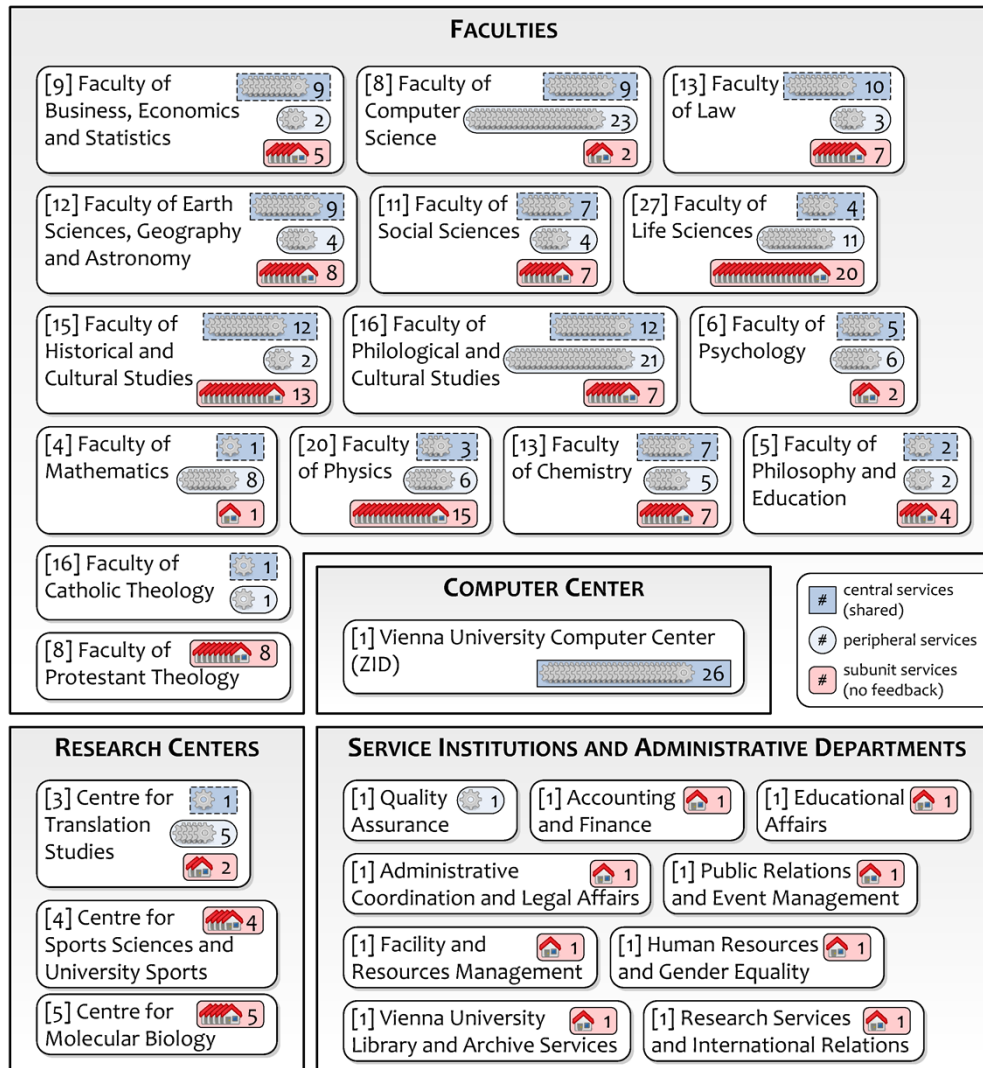 FACULTIES
[9] Faculty of
Business, Economics
and Statistics
9
2
5
[8] Faculty of
Computer
Science
9
23
2
[13] Faculty
of Law
10
3
7
[12] Faculty of Earth
Sciences, Geography
and Astronomy
9
4
8
[11] Faculty of
Social Sciences
7
4
7
[27] Faculty of
Life Sciences
4
11
20
[15] Faculty of
Historical and
Cultural Studies
12
2
13
[16] Faculty of
Philological and
Cultural Studies
12
21
7
[6] Faculty of
Psychology
5
6
2
[4] Faculty of
Mathematics
1
8
1
[20] Faculty
of Physics
3
6
15
[13] Faculty
of Chemistry
7
5
7
[5] Faculty of
Philosophy and
Education
2
2
4
[16] Faculty of
Catholic Theology
1
1
[8] Faculty of
Protestant Theology
8
COMPUTER CENTER
[1] Vienna University Computer Center
(ZID)
26
# central services
(shared)
# peripheral services
# subunit services
(no feedback)
RESEARCH CENTERS
[3] Centre for
Translation
Studies
1
5
2
[4] Centre for
Sports Sciences and
University Sports
4
[5] Centre for
Molecular Biology
5
SERVICE INSTITUTIONS AND ADMINISTRATIVE DEPARTMENTS
[1] Quality
Assurance
1
[1] Accounting
and Finance
1
[1] Educational
Affairs
1
[1] Administrative
Coordination and Legal Affairs
1
[1] Public Relations
and Event Management
1
[1] Facility and
Resources Management
1
[1] Human Resources
and Gender Equality
1
[1] Vienna University
Library and Archive Services
1
[1] Research Services
and International Relations
1